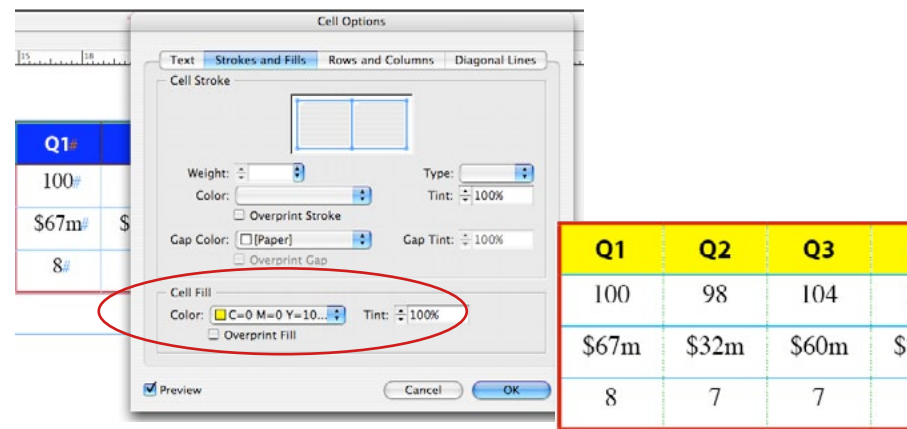 Cell Options
15 18
Text Strokes and Fills Rows and Columns Diagonal Lines
Cell Stroke
Weight: Type:
Color: Tint: 100%
Overprint Stroke
Gap Color: [Paper] Gap Tint: 100%
Overprint Gap
Cell Fill
Color: C=0 M=0 Y=10... Tint: 100%
Overprint Fill
Preview Cancel OK
Q1#
100#
$67m# $
8#
Q1 Q2 Q3
100 98 104
$67m $32m $60m $
8 7 7